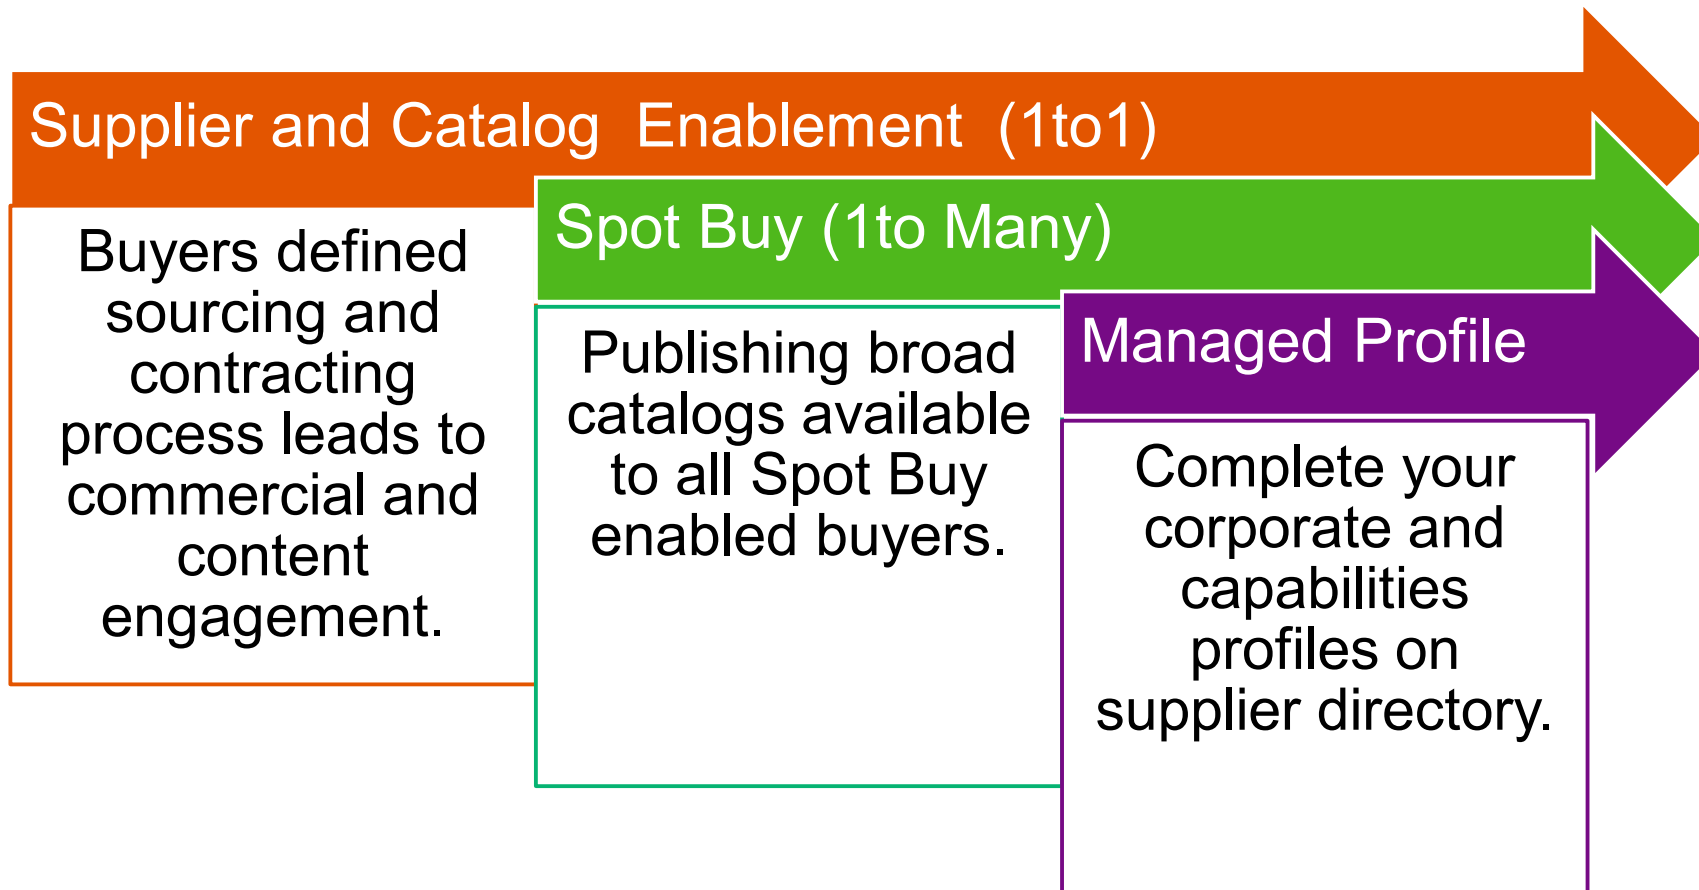 Supplier and Catalog  Enablement  (1to1)
Buyers defined
sourcing and
contracting
process leads to
commercial and
content
engagement.
Spot Buy (1to Many)
Publishing broad
catalogs available
to all Spot Buy
enabled buyers.
Managed Profile
Complete your
corporate and
capabilities
profiles on
supplier directory.